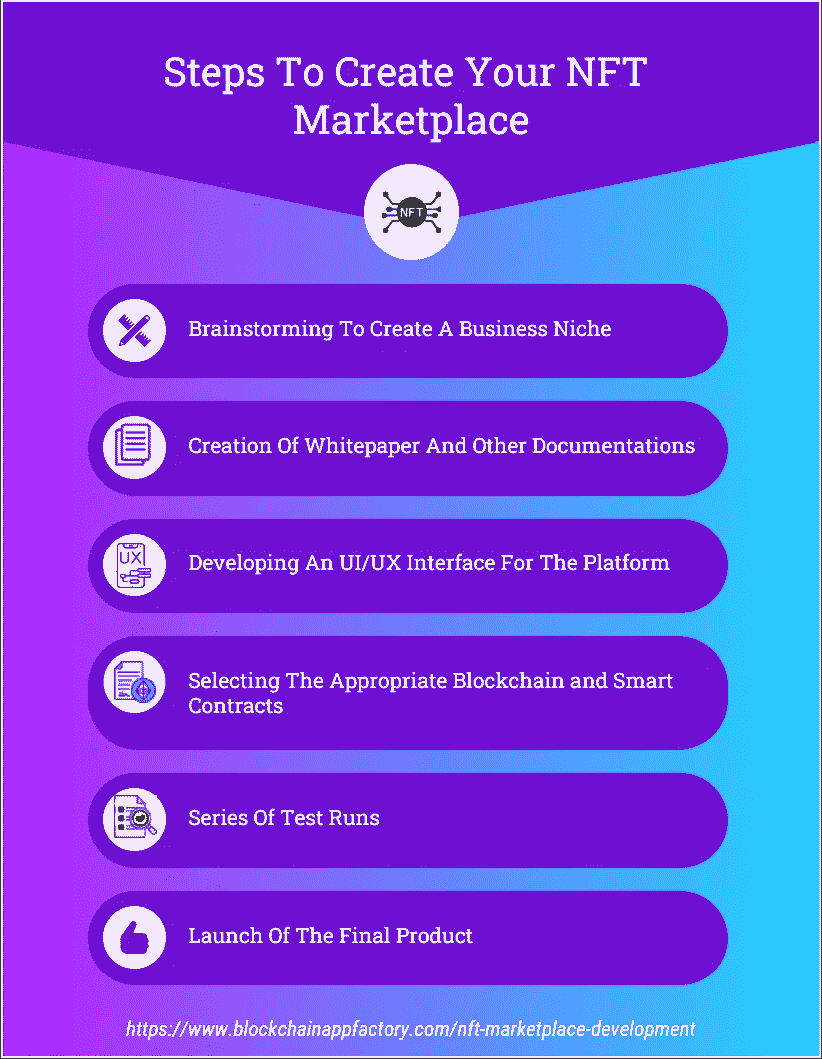 Steps To Create Your NFT
Marketplace
NFT
Brainstorming To Create A Business Niche
Creation Of Whitepaper And Other Documentations
UX
Developing An UI/UX Interface For The Platform
Selecting The Appropriate Blockchain and Smart
Contracts
Series Of Test Runs
Launch Of The Final Product
https://www.blockchainappfactory.com/nft-marketplace-development